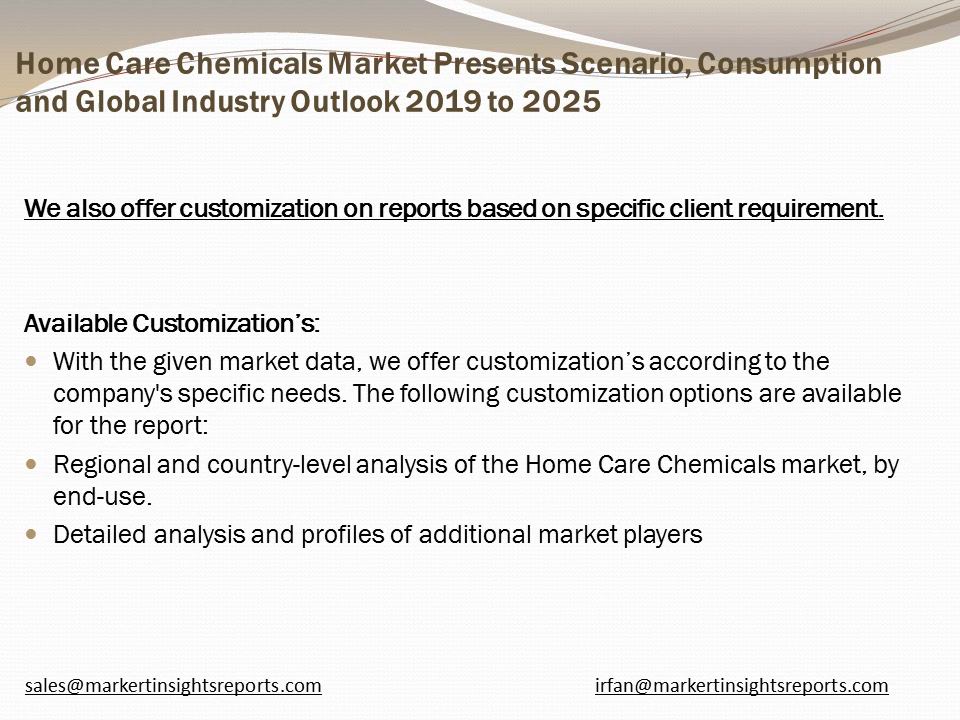 Home Care Chemicals Market Presents Scenario, Consumption
and Global Industry Outlook 2019 to 2025
We also offer customization on reports based on specific client requirement.
Available Customization’s:
With the given market data, we offer customization’s according to the
company's specific needs. The following customization options are available
for the report:
Regional and country-level analysis of the Home Care Chemicals market, by
end-use.
Detailed analysis and profiles of additional market players
sales@markertinsightsreports.com
irfan@markertinsightsreports.com